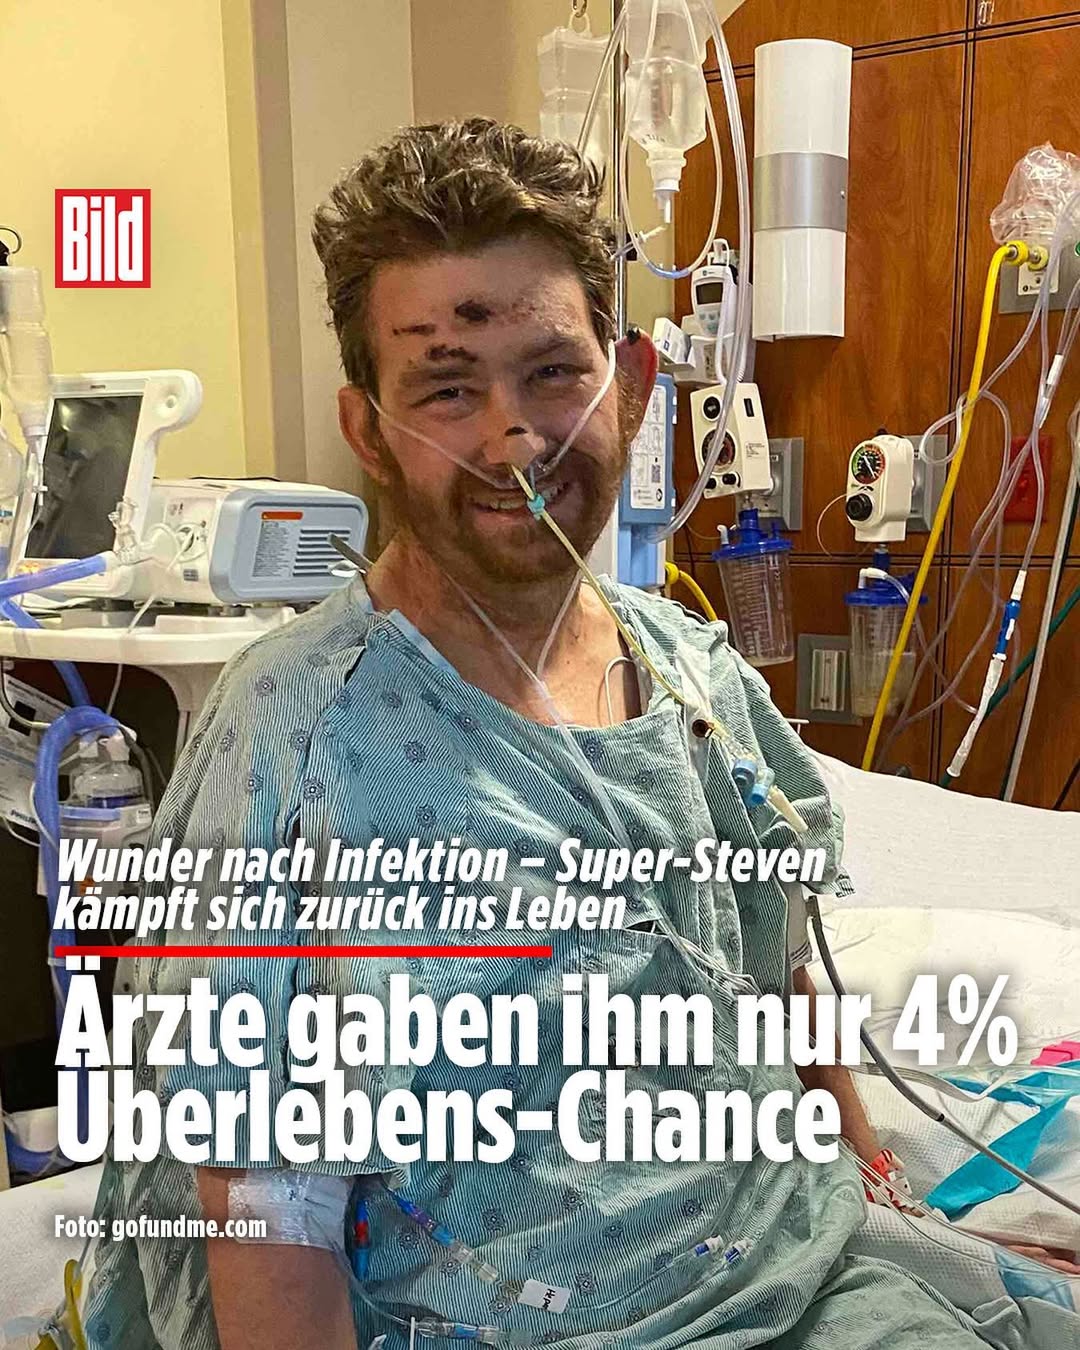 Bild
Wunder nach Infektion – Super-Steven
kämpft sich zurück ins Leben
Ärzte gaben ihm nur 4%
Überlebens-Chance
Foto: gofundme.com